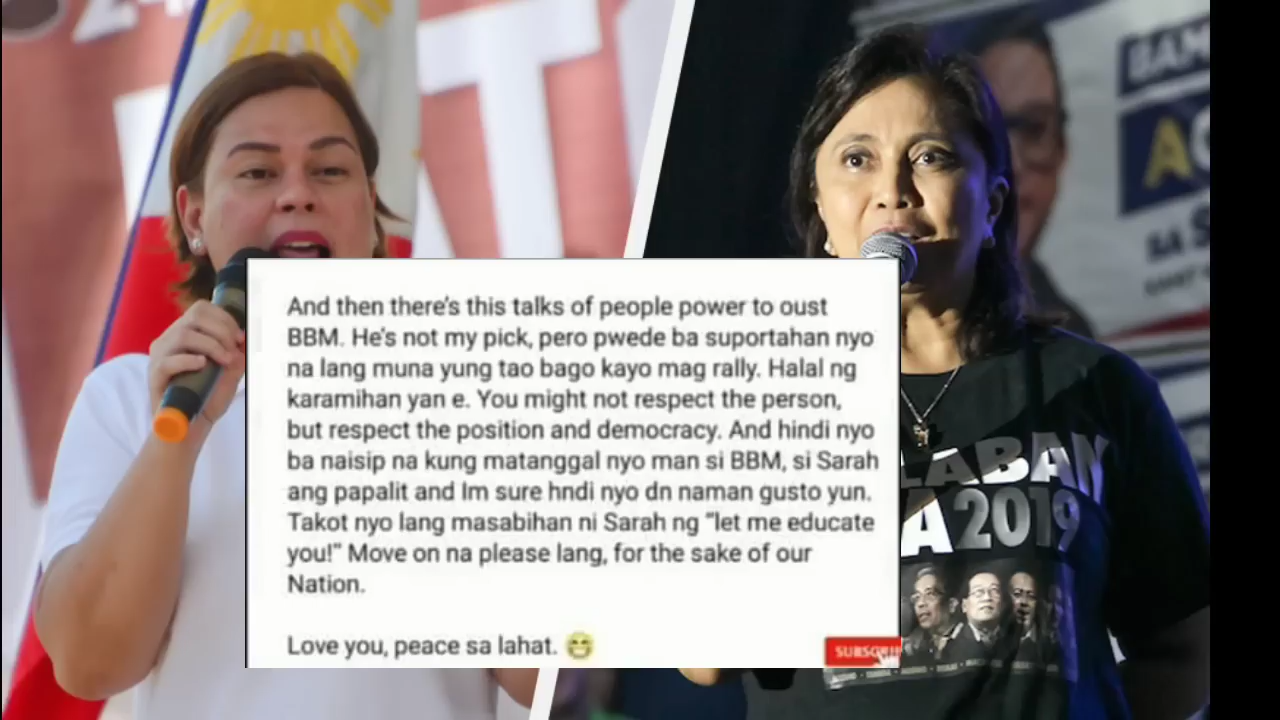 And then there's this talks of people power to oust
BBM. He's not my pick, pero pwede ba suportahan nyo
na lang muna yung tao bago kayo mag rally. Halal ng
karamihan yan e. You might not respect the person,
but respect the position and democracy. And hindi nyo
ba naisip na kung matanggal nyo man si BBM, si Sarah
ang papalit and Im sure hndi nyo dn naman gusto yun.
Takot nyo lang masabihan ni Sarah ng "let me educate
you!" Move on na please lang, for the sake of our
Nation.
Love you, peace sa lahat. 😁
SUBSCRIBE
BAM
SA
LABAN
A 2019